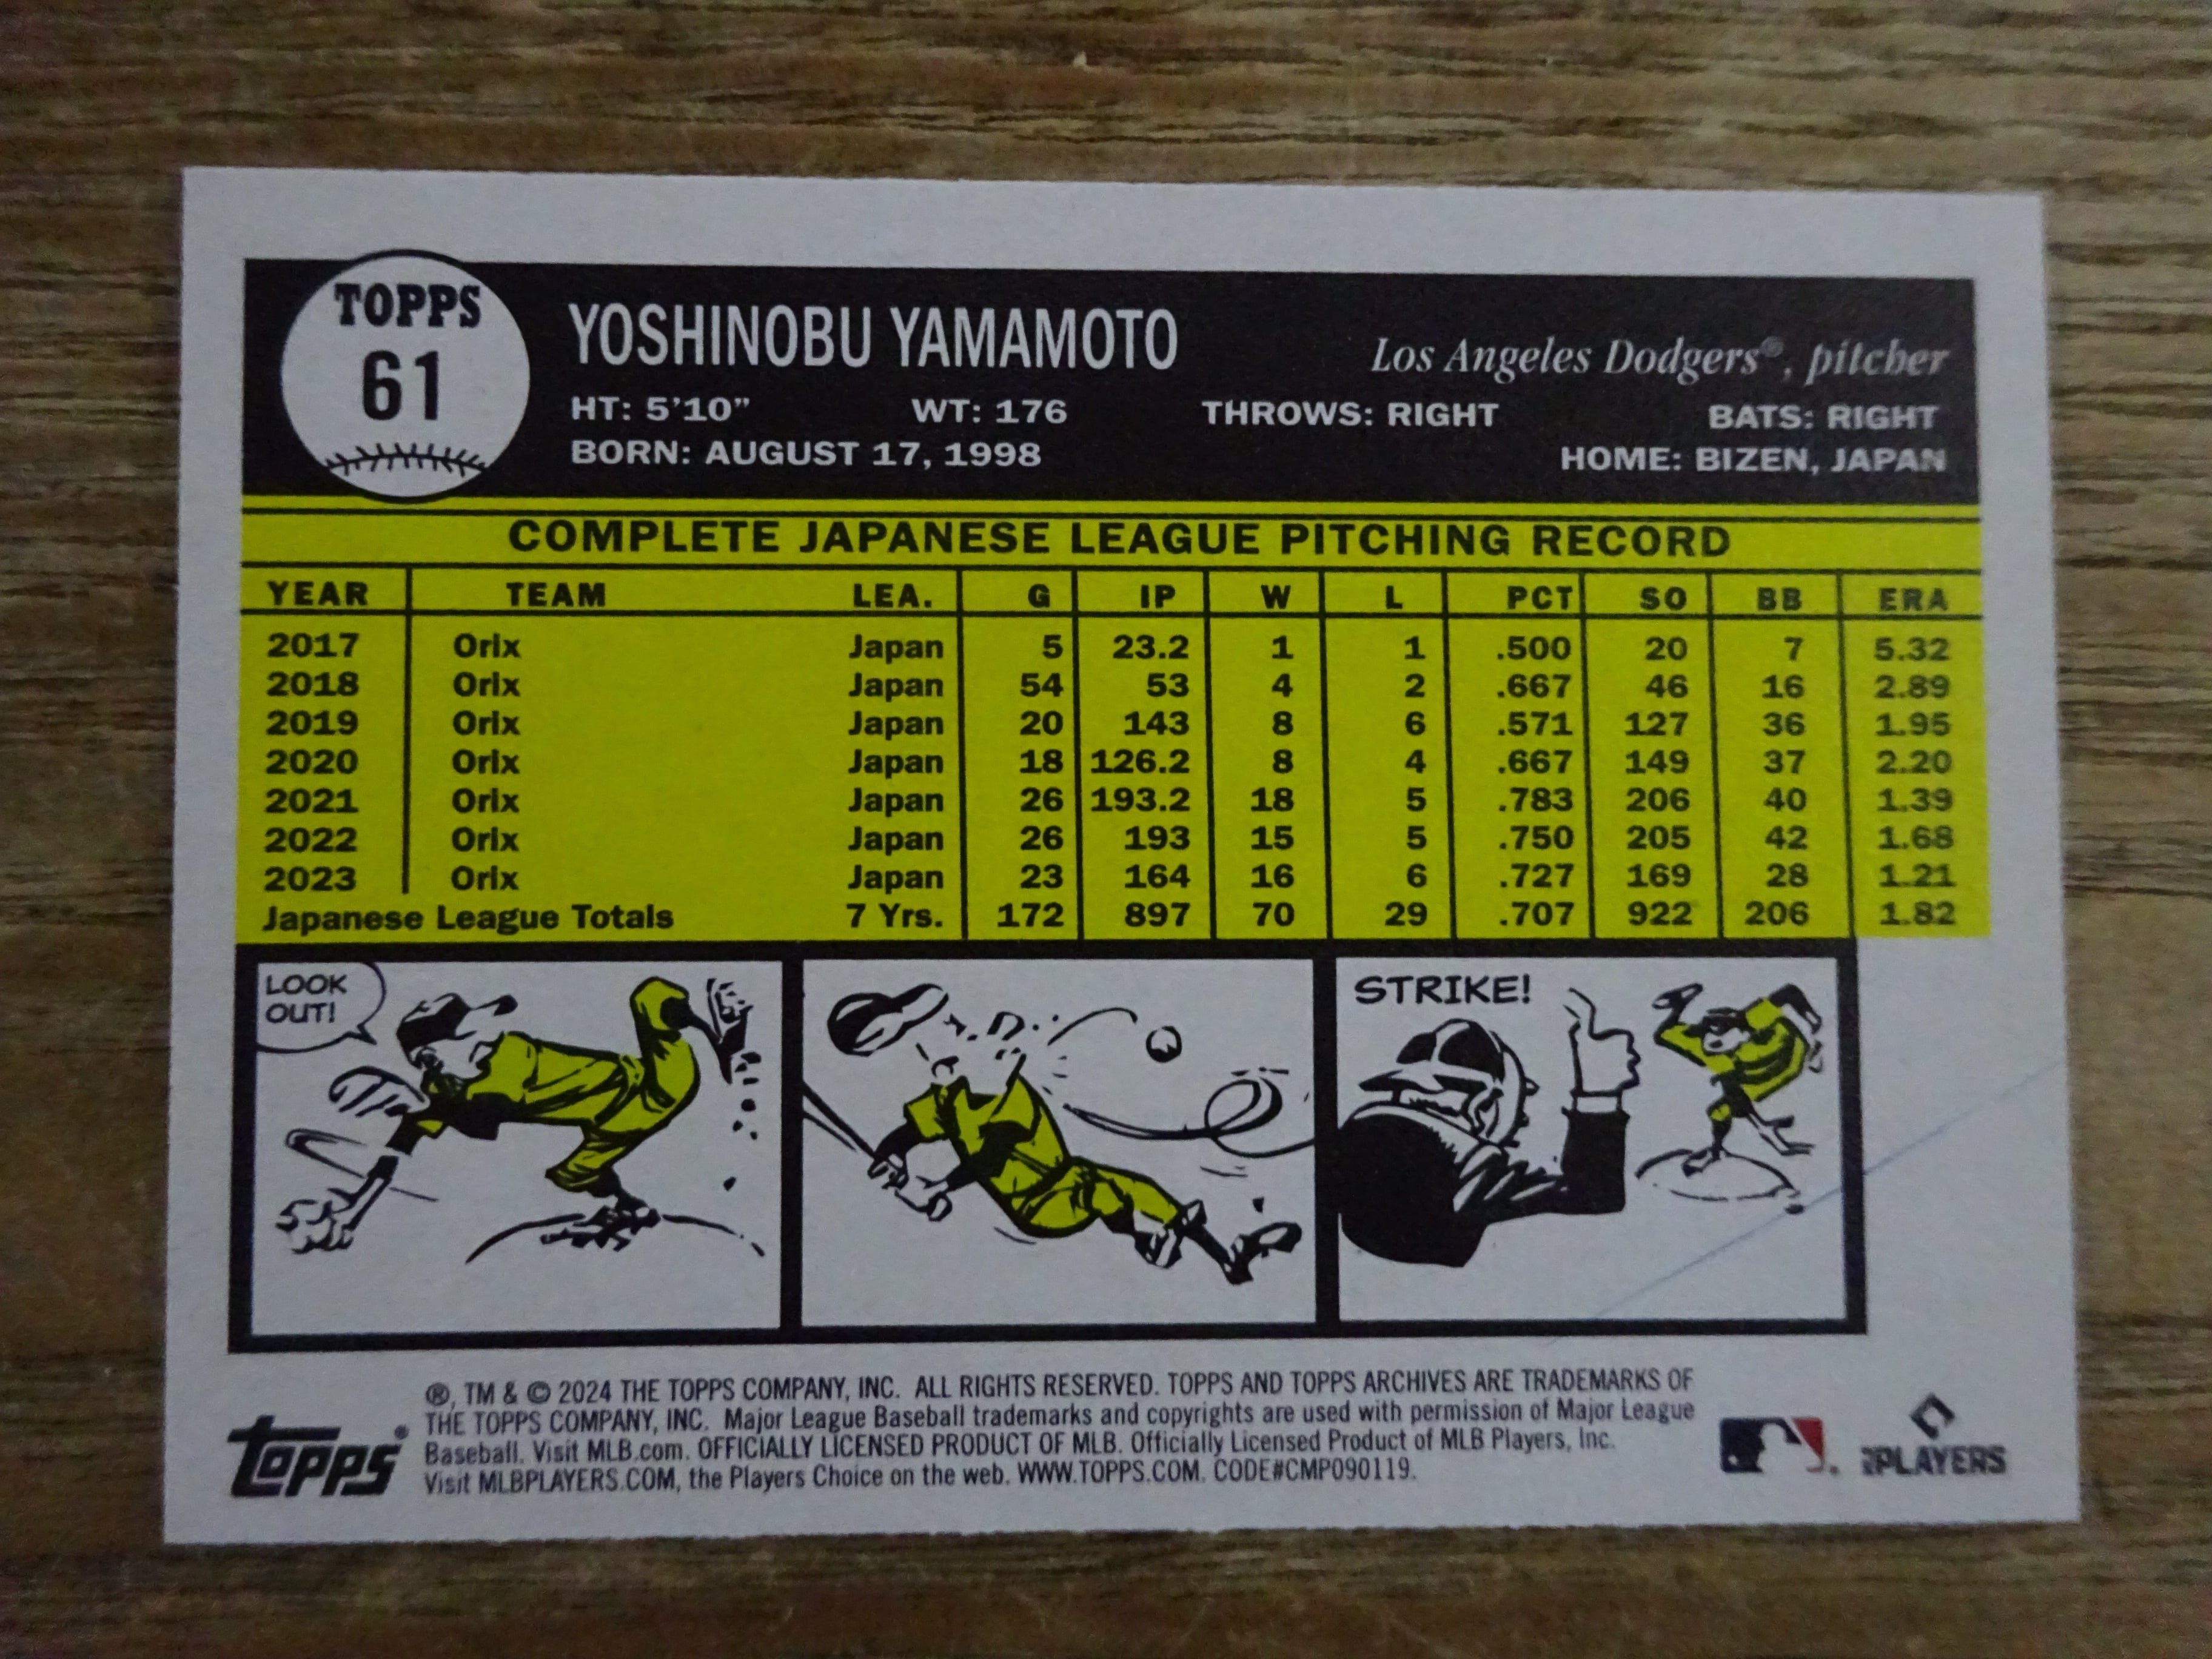 TOPPS
61
YOSHINOBU YAMAMOTO
Los Angeles Dodgers®, pitcher
HT: 5'10" WT: 176 THROWS: RIGHT BATS: RIGHT
BORN: AUGUST 17, 1998 HOME: BIZEN, JAPAN
COMPLETE JAPANESE LEAGUE PITCHING RECORD
YEAR TEAM LEA. G IP W L PCT SO BB ERA
2017 Orix Japan 5 23.2 1 1 .500 20 7 5.32
2018 Orix Japan 54 53 4 2 .667 46 16 2.89
2019 Orix Japan 20 143 8 6 .571 127 36 1.95
2020 Orix Japan 18 126.2 8 4 .667 149 37 2.20
2021 Orix Japan 26 193.2 18 5 .783 206 40 1.39
2022 Orix Japan 26 193 15 5 .750 205 42 1.68
2023 Orix Japan 23 164 16 6 .727 169 28 1.21
Japanese League Totals 7 Yrs. 172 897 70 29 .707 922 206 1.82
LOOK
OUT!
STRIKE!
®, TM & © 2024 THE TOPPS COMPANY, INC. ALL RIGHTS RESERVED. TOPPS AND TOPPS ARCHIVES ARE TRADEMARKS OF
THE TOPPS COMPANY, INC. Major League Baseball trademarks and copyrights are used with permission of Major League
Baseball. Visit MLB.com. OFFICIALLY LICENSED PRODUCT OF MLB. Officially Licensed Product of MLB Players, Inc.
Visit MLBPLAYERS.COM, the Players Choice on the web. WWW.TOPPS.COM. CODE#CMP090119.
topps®
PLAYERS